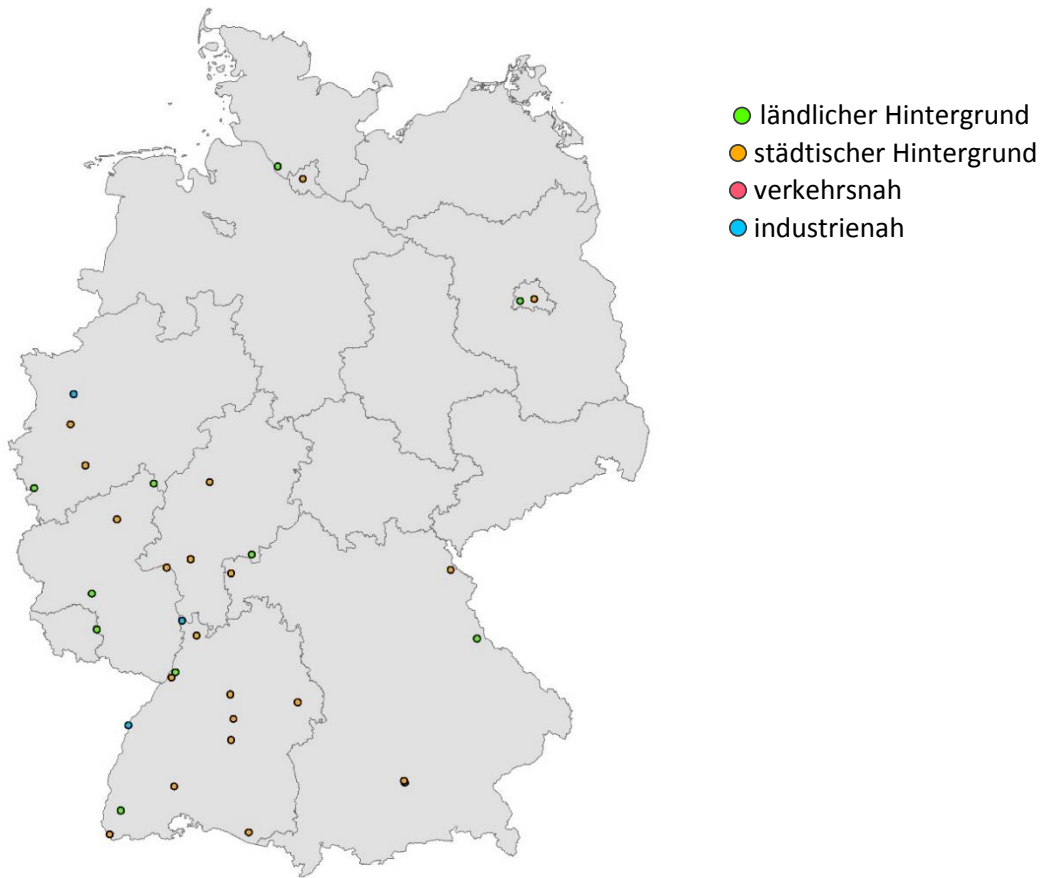 ländlicher Hintergrund
städtischer Hintergrund
verkehrsnah
industrienah